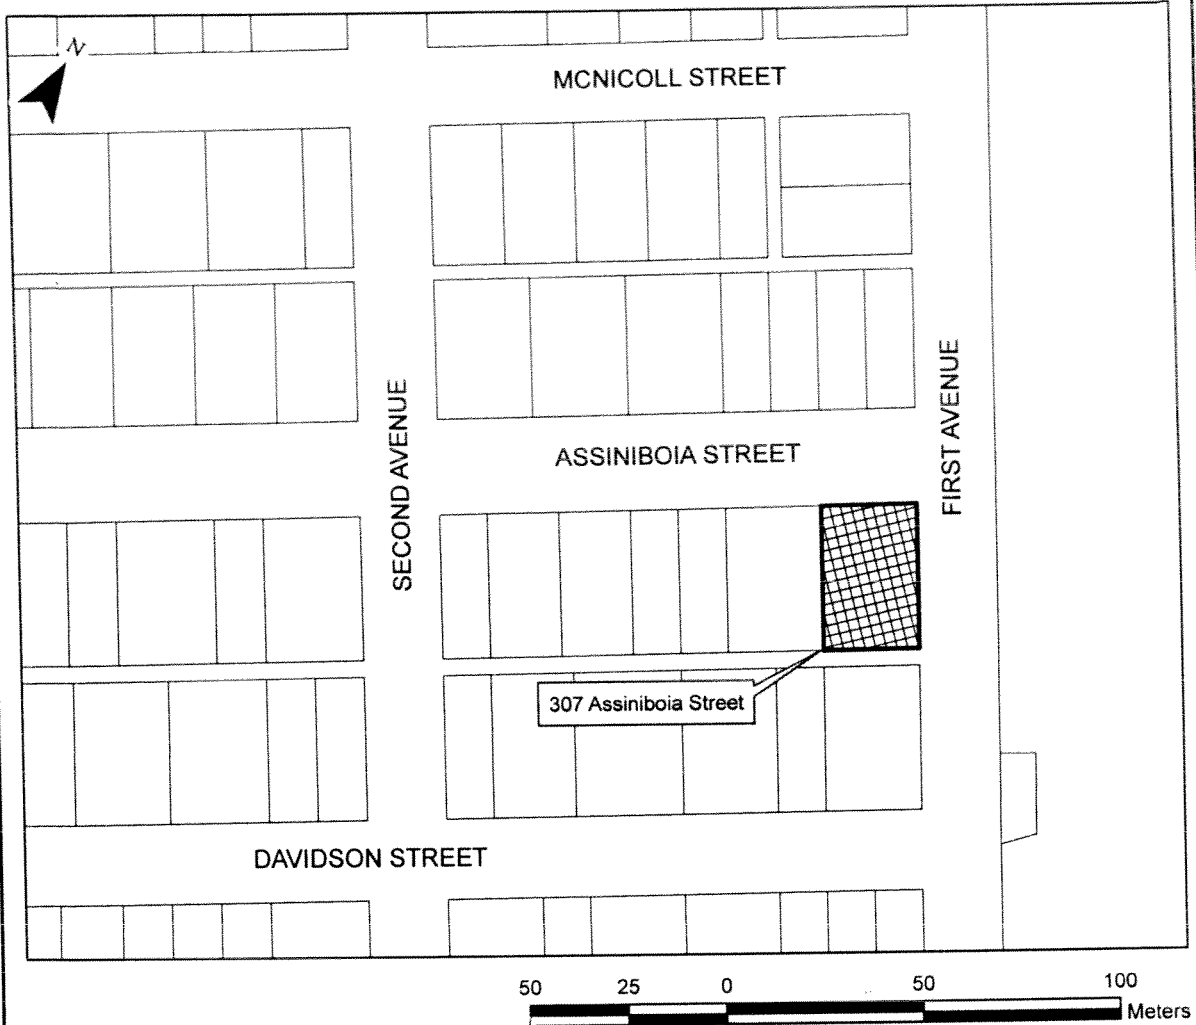 N
MCNICOLL STREET
SECOND AVENUE
ASSINIBOIA STREET
FIRST AVENUE
307 Assiniboia Street
DAVIDSON STREET
50 25 0 50 100
Meters